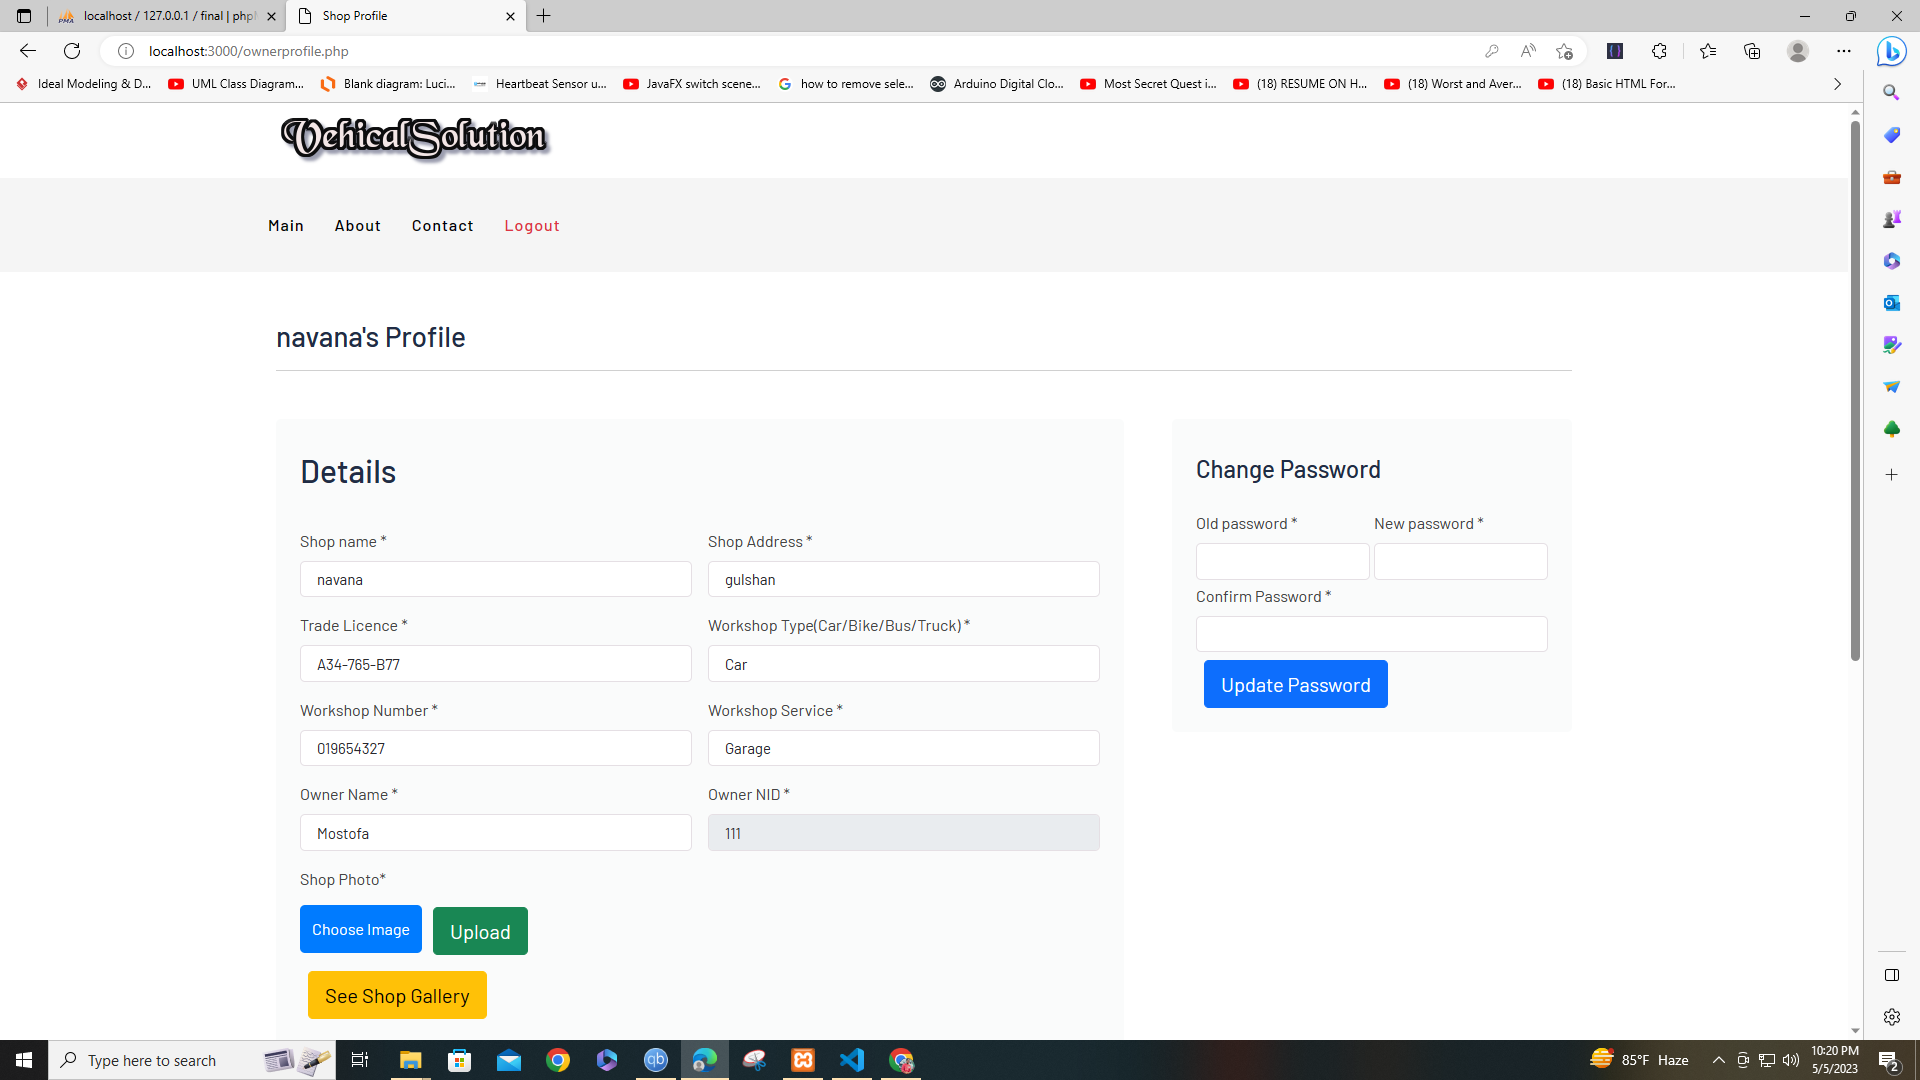 localhost / 127.0.0.1 / final | phpM
Shop Profile
localhost:3000/ownerprofile.php
Ideal Modeling & D...
UML Class Diagram...
Blank diagram: Luci...
Heartbeat Sensor u...
JavaFX switch scene...
how to remove sele...
Arduino Digital Clo...
Most Secret Quest i...
(18) RESUME ON H...
(18) Worst and Aver...
(18) Basic HTML For...
VehicalSolution
Main About Contact Logout
navana's Profile
Details
Shop name * Shop Address *
navana gulshan
Trade Licence * Workshop Type(Car/Bike/Bus/Truck) *
A34-765-B77 Car
Workshop Number * Workshop Service *
019654327 Garage
Owner Name * Owner NID *
Mostofa 111
Shop Photo*
Choose Image Upload
See Shop Gallery
Change Password
Old password * New password *
Confirm Password *
Update Password
Type here to search
85°F Haze
10:20 PM
5/5/2023
2